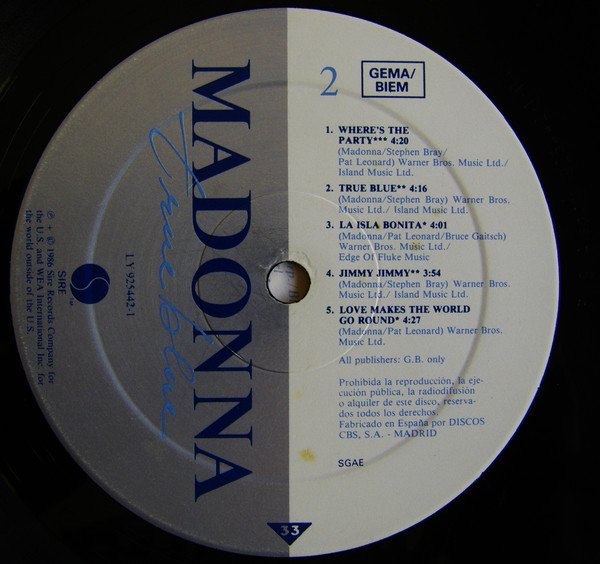 MADONNA
True blue
LY 925442-1
SIRE
℗ + © 1986 Sire Records Company for
the U.S. and WEA International Inc. for
the world outside of the U.S.
2
GEMA/
BIEM
1. WHERE'S THE
PARTY*** 4:20
(Madonna/Stephen Bray/
Pat Leonard) Warner Bros. Music Ltd./
Island Music Ltd.
2. TRUE BLUE** 4:16
(Madonna/Stephen Bray) Warner Bros.
Music Ltd./ Island Music Ltd.
3. LA ISLA BONITA* 4:01
(Madonna/Pat Leonard/Bruce Gaitsch)
Warner Bros. Music Ltd./
Edge Of Fluke Music
4. JIMMY JIMMY** 3:54
(Madonna/Stephen Bray) Warner Bros.
Music Ltd./ Island Music Ltd.
5. LOVE MAKES THE WORLD
GO ROUND* 4:27
(Madonna/Pat Leonard) Warner Bros.
Music Ltd.
All publishers: G.B. only
Prohibida la reproducción, la eje-
cución pública, la radiodifusión
o alquiler de este disco, reserva-
dos todos los derechos
Fabricado en España por DISCOS
CBS, S.A. - MADRID
SGAE
33